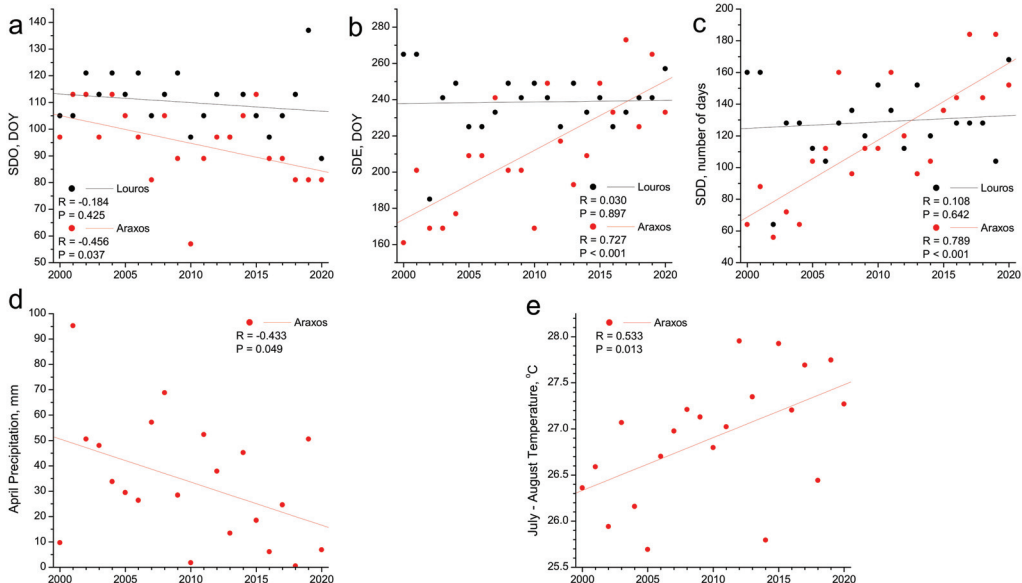 a
SDO, DOY
140
130
120
110
100
90
80
70
60
50
2000
2005
2010
2015
2020
Louros
R = -0.184
P = 0.425
Araxos
R = -0.456
P = 0.037
b
SDE, DOY
280
260
240
220
200
180
160
2000
2005
2010
2015
2020
Louros
R = 0.030
P = 0.897
Araxos
R = 0.727
P < 0.001
c
SDD, number of days
200
180
160
140
120
100
80
60
40
2000
2005
2010
2015
2020
Louros
R = 0.108
P = 0.642
Araxos
R = 0.789
P < 0.001
d
April Precipitation, mm
100
90
80
70
60
50
40
30
20
10
0
2000
2005
2010
2015
2020
Araxos
R = -0.433
P = 0.049
e
July - August Temperature, °C
28.0
27.5
27.0
26.5
26.0
25.5
2000
2005
2010
2015
2020
Araxos
R = 0.533
P = 0.013